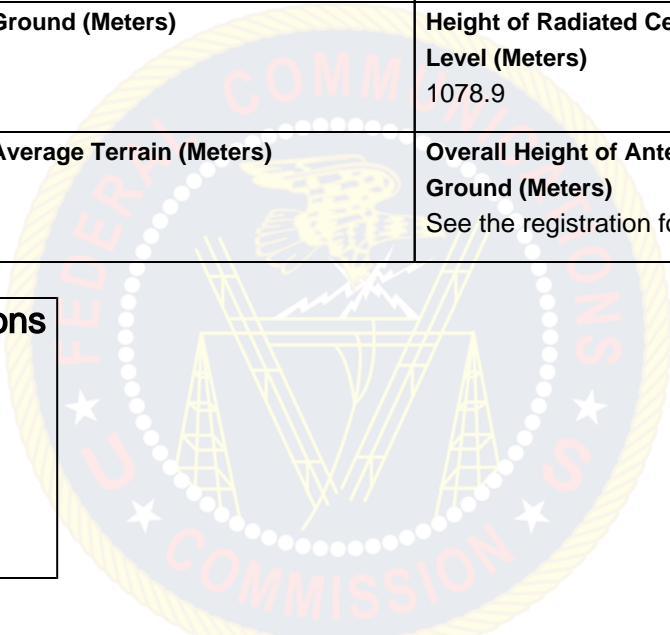 Ground (Meters)
Height of Radiated Ce
Level (Meters)
1078.9
Average Terrain (Meters)
Overall Height of Ante
Ground (Meters)
See the registration fo
ons
FEDERAL COMMUNICATIONS
COMMISSION
U S